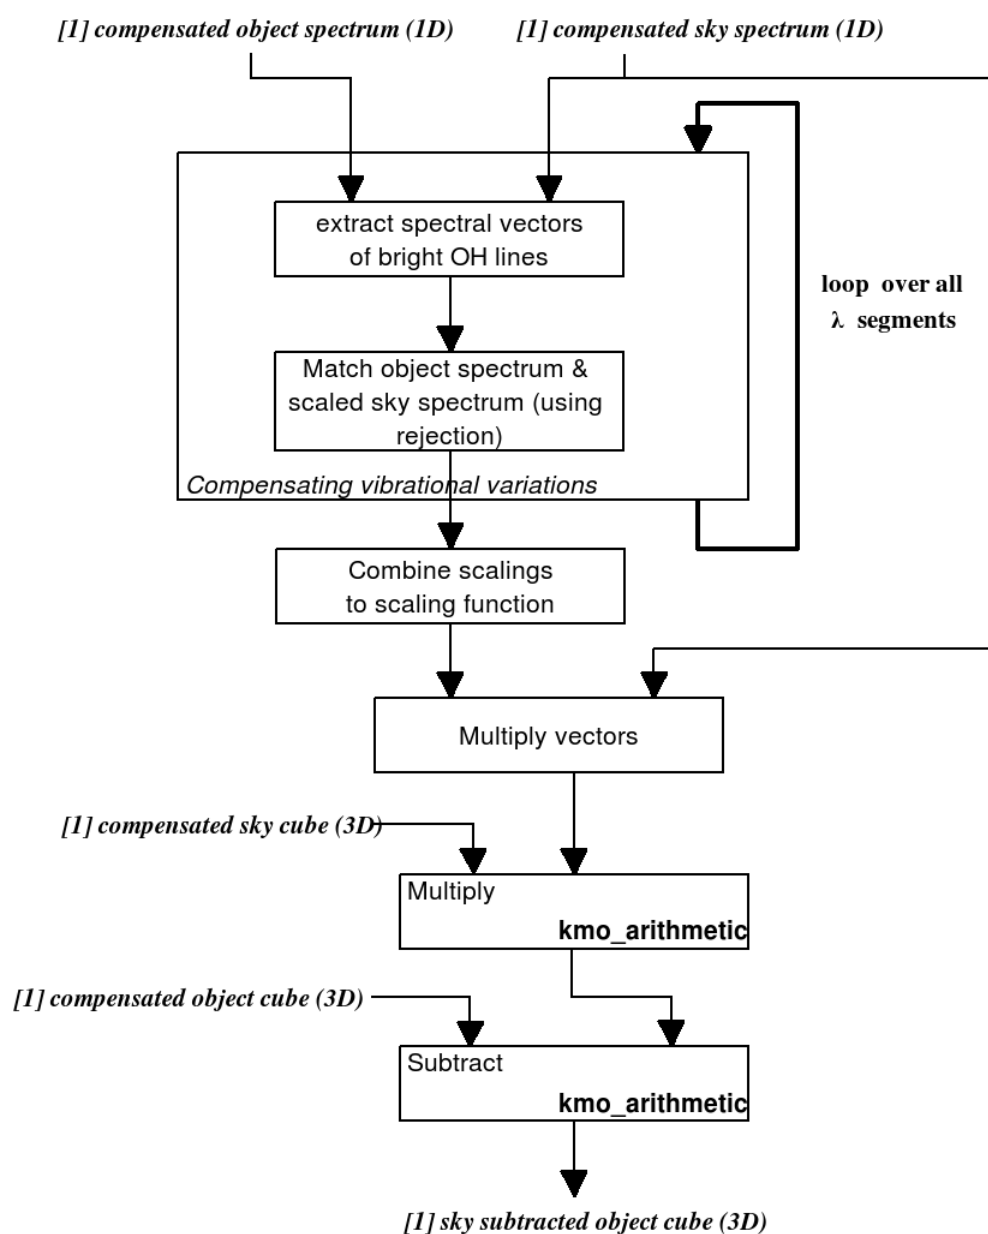 [1] compensated object spectrum (1D)
[1] compensated sky spectrum (1D)
extract spectral vectors
of bright OH lines
loop over all
λ segments
Match object spectrum &
scaled sky spectrum (using
rejection)
Compensating vibrational variations
Combine scalings
to scaling function
Multiply vectors
[1] compensated sky cube (3D)
Multiply
kmo_arithmetic
[1] compensated object cube (3D)
Subtract
kmo_arithmetic
[1] sky subtracted object cube (3D)